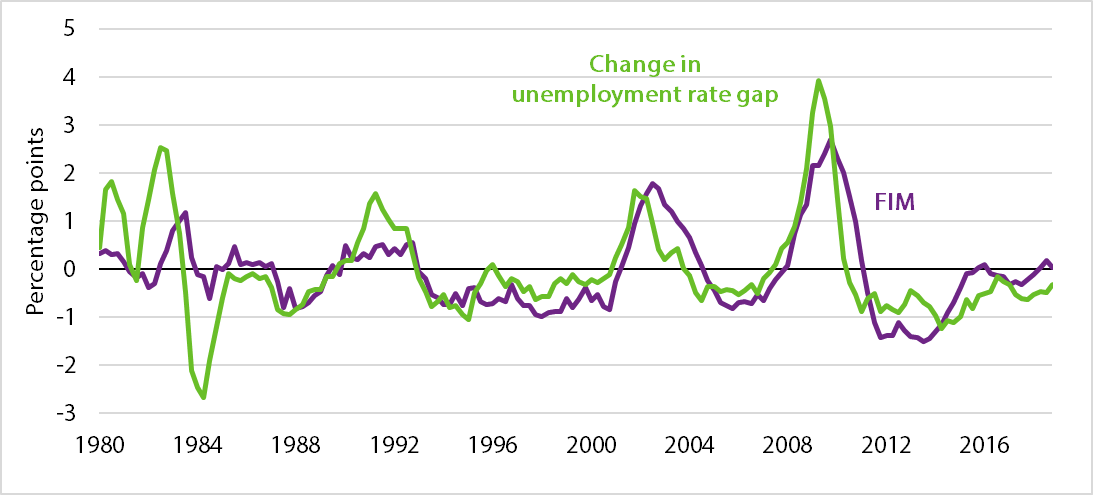 5
4
3
2
1
0
-1
-2
-3
Percentage points
Change in
unemployment rate gap
FIM
1980 1984 1988 1992 1996 2000 2004 2008 2012 2016